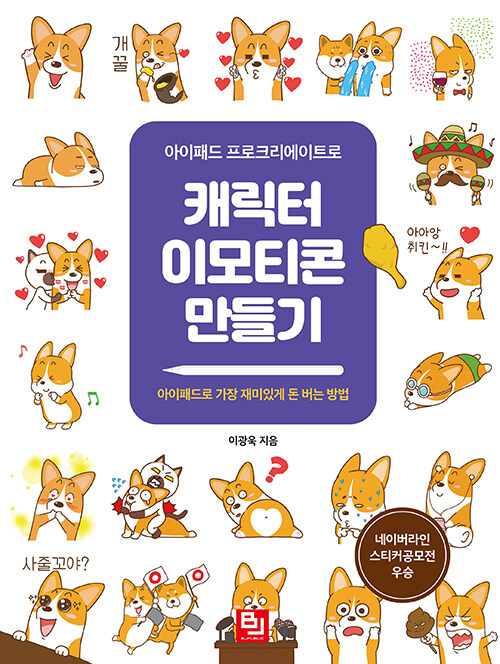 개
꿀
아이패드 프로크리에이트로
캐릭터
이모티콘
만들기
아아앙
취킨~!!
아이패드로 가장 재미있게 돈 버는 방법
이광욱 지음
?
네이버라인
스티커공모전
우승
사줄꼬야?
BJ
BJPUBLIC